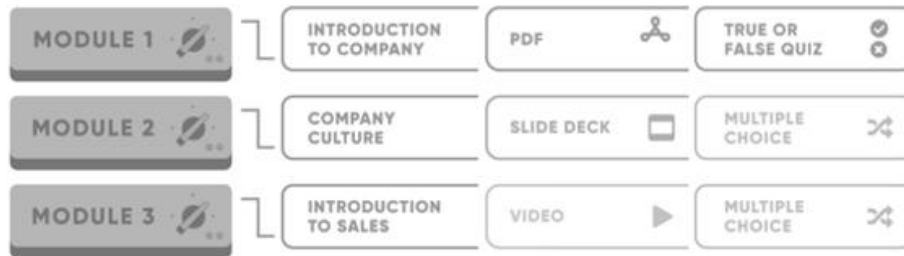 MODULE 1
INTRODUCTION
TO COMPANY
PDF
TRUE OR
FALSE QUIZ
MODULE 2
COMPANY
CULTURE
SLIDE DECK
MULTIPLE
CHOICE
MODULE 3
INTRODUCTION
TO SALES
VIDEO
MULTIPLE
CHOICE